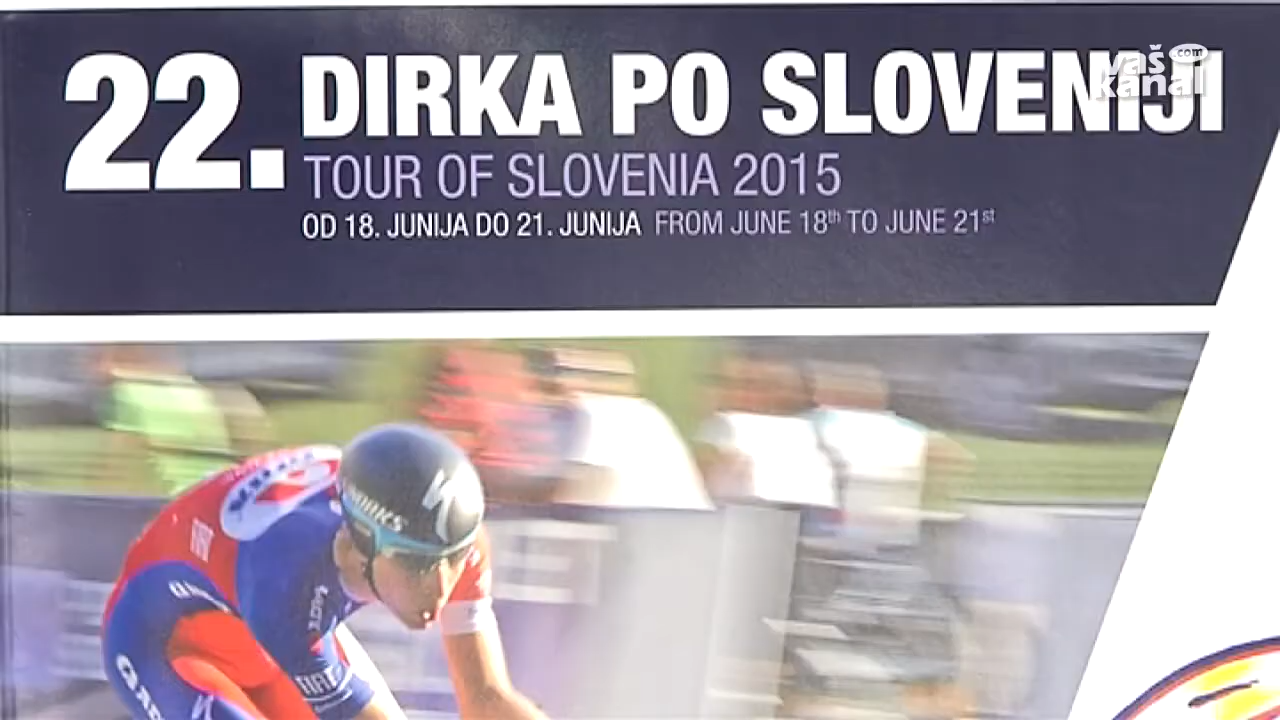 22. DIRKA PO SLOVENIJI
TOUR OF SLOVENIA 2015
OD 18. JUNIJA DO 21. JUNIJA FROM JUNE 18th TO JUNE 21st
vaš
kanal
.com